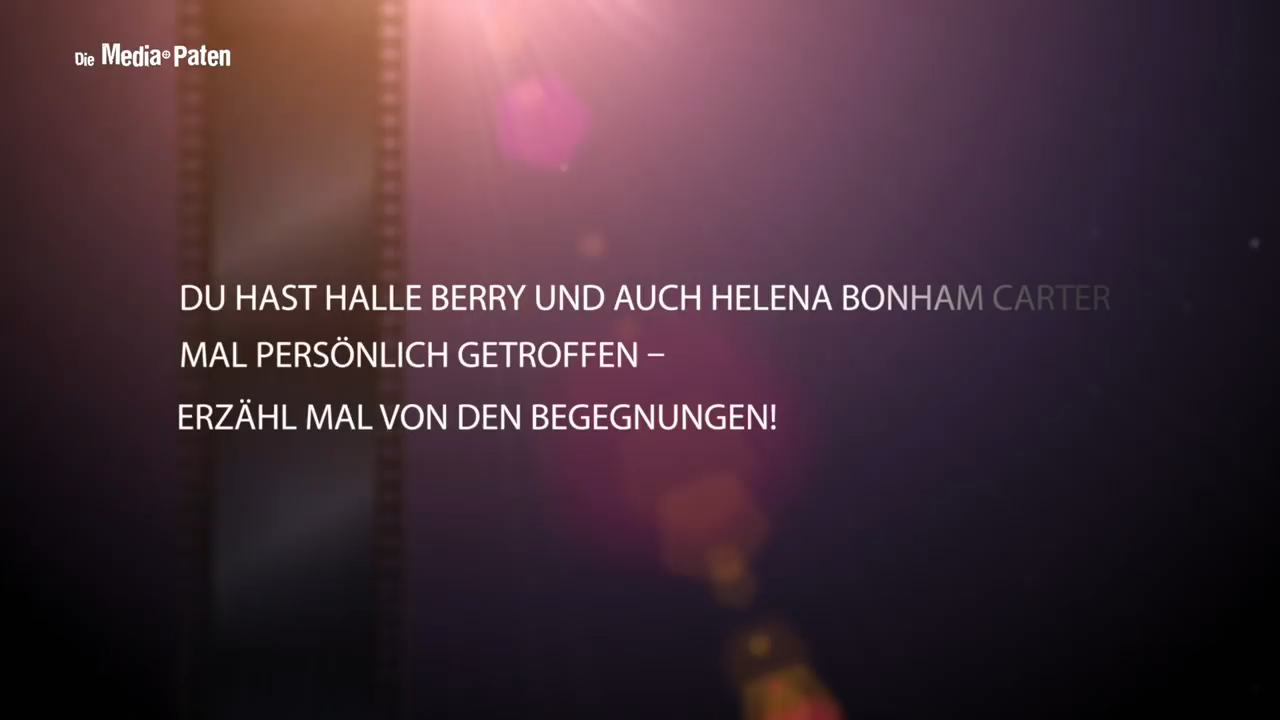 Die Media Paten
DU HAST HALLE BERRY UND AUCH HELENA BONHAM CARTER
MAL PERSÖNLICH GETROFFEN –
ERZÄHL MAL VON DEN BEGEGNUNGEN!